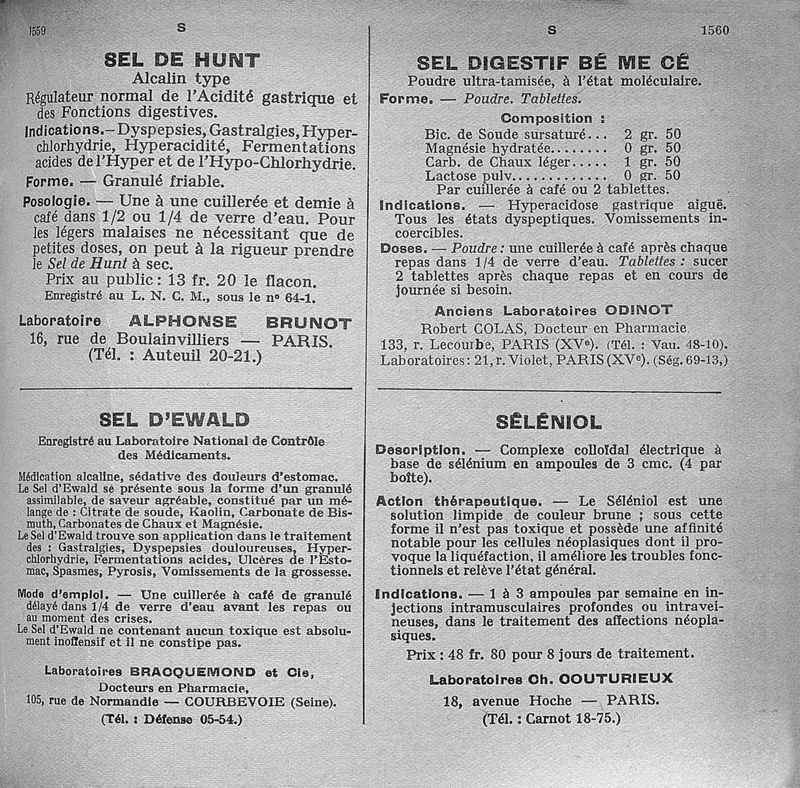 1559
S
SEL DE HUNT
Alcalin type
Régulateur normal de l'Acidité gastrique et
des Fonctions digestives.
Indications.—Dyspepsies, Gastralgies, Hyper-
chlorhydrie, Hyperacidité, Fermentations
acides de l'Hyper et de l'Hypo-Chlorhydrie.
Forme. — Granulé friable.
Posologie. — Une à une cuillerée et demie à
café dans 1/2 ou 1/4 de verre d'eau. Pour
les légers malaises ne nécessitant que de
petites doses, on peut à la rigueur prendre
le Sel de Hunt à sec.
Prix au public : 13 fr. 20 le flacon.
Enregistré au L. N. C. M., sous le nº 64-1.
Laboratoire ALPHONSE BRUNOT
16, rue de Boulainvilliers — PARIS.
(Tél. : Auteuil 20-21.)
SEL D'EWALD
Enregistré au Laboratoire National de Contrôle
des Médicaments.
Médication alcaline, sédative des douleurs d'estomac.
Le Sel d'Ewald se présente sous la forme d'un granulé
assimilable, de saveur agréable, constitué par un mé-
lange de : Citrate de soude, Kaolin, Carbonate de Bis-
muth, Carbonates de Chaux et Magnésie.
Le Sel d'Ewald trouve son application dans le traitement
des : Gastralgies, Dyspepsies douloureuses, Hyper-
chlorhydrie, Fermentations acides, Ulcères de l'Esto-
mac, Spasmes, Pyrosis, Vomissements de la grossesse.
Mode d'emploi. — Une cuillerée à café de granulé
délayé dans 1/4 de verre d'eau avant les repas ou
au moment des crises.
Le Sel d'Ewald ne contenant aucun toxique est absolu-
ment inoffensif et il ne constipe pas.
Laboratoires BRACQUEMOND et Cie,
Docteurs en Pharmacie,
105, rue de Normandie — COURBEVOIE (Seine).
(Tél. : Défense 05-54.)
S
1560
SEL DIGESTIF BÉ ME CÉ
Poudre ultra-tamisée, à l'état moléculaire.
Forme. — Poudre. Tablettes.
Composition :
Bic. de Soude sursaturé... 2 gr. 50
Magnésie hydratée........ 0 gr. 50
Carb. de Chaux léger..... 1 gr. 50
Lactose pulv............. 0 gr. 50
Par cuillerée à café ou 2 tablettes.
Indications. — Hyperacidose gastrique aiguë.
Tous les états dyspeptiques. Vomissements in-
coercibles.
Doses. — Poudre : une cuillerée à café après chaque
repas dans 1/4 de verre d'eau. Tablettes : sucer
2 tablettes après chaque repas et en cours de
journée si besoin.
Anciens Laboratoires ODINOT
Robert COLAS, Docteur en Pharmacie
133, r. Lecourbe, PARIS (XVᵉ). (Tél. : Vau. 48-10).
Laboratoires : 21, r. Violet, PARIS (XVᵉ). (Ség. 69-13,)
SÉLÉNIOL
Description. — Complexe colloïdal électrique à
base de sélénium en ampoules de 3 cmc. (4 par
boîte).
Action thérapeutique. — Le Séléniol est une
solution limpide de couleur brune ; sous cette
forme il n'est pas toxique et possède une affinité
notable pour les cellules néoplasiques dont il pro-
voque la liquéfaction, il améliore les troubles fonc-
tionnels et relève l'état général.
Indications. — 1 à 3 ampoules par semaine en in-
jections intramusculaires profondes ou intravei-
neuses, dans le traitement des affections néopla-
siques.
Prix : 48 fr. 80 pour 8 jours de traitement.
Laboratoires Ch. COUTURIEUX
18, avenue Hoche — PARIS.
(Tél. : Carnot 18-75.)